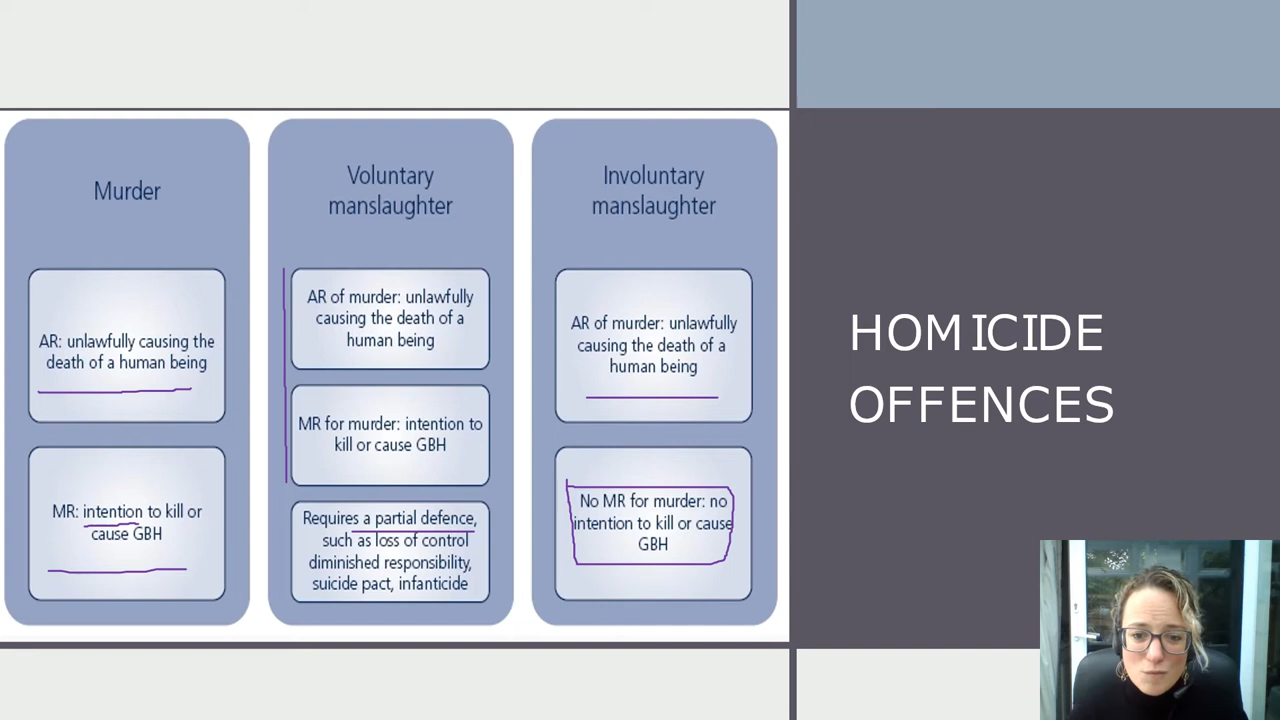 Murder
AR: unlawfully causing the
death of a human being
MR: intention to kill or
cause GBH
Voluntary
manslaughter
AR of murder: unlawfully
causing the death of a
human being
MR for murder: intention to
kill or cause GBH
Requires a partial defence,
such as loss of control
diminished responsibility,
suicide pact, infanticide
Involuntary
manslaughter
AR of murder: unlawfully
causing the death of a
human being
No MR for murder: no
intention to kill or cause
GBH
HOMICIDE
OFFENCES